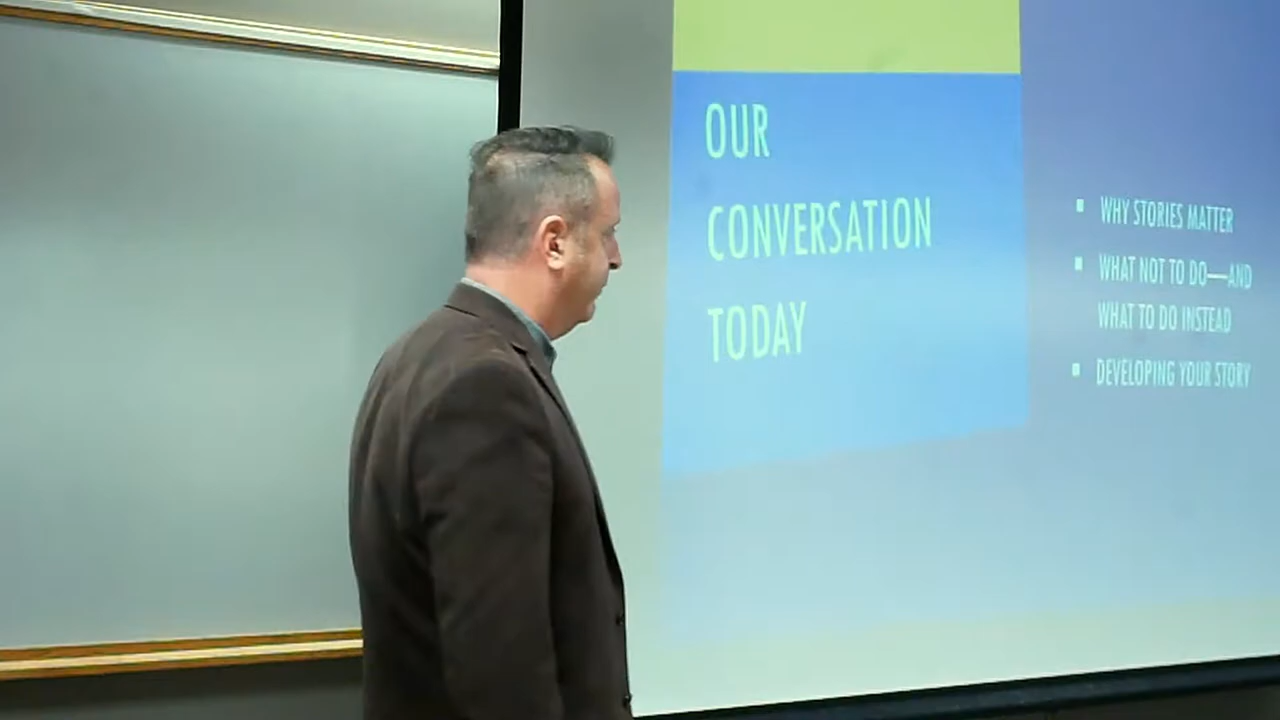 OUR
CONVERSATION
TODAY
▪ WHY STORIES MATTER
▪ WHAT NOT TO DO—AND
WHAT TO DO INSTEAD
▪ DEVELOPING YOUR STORY